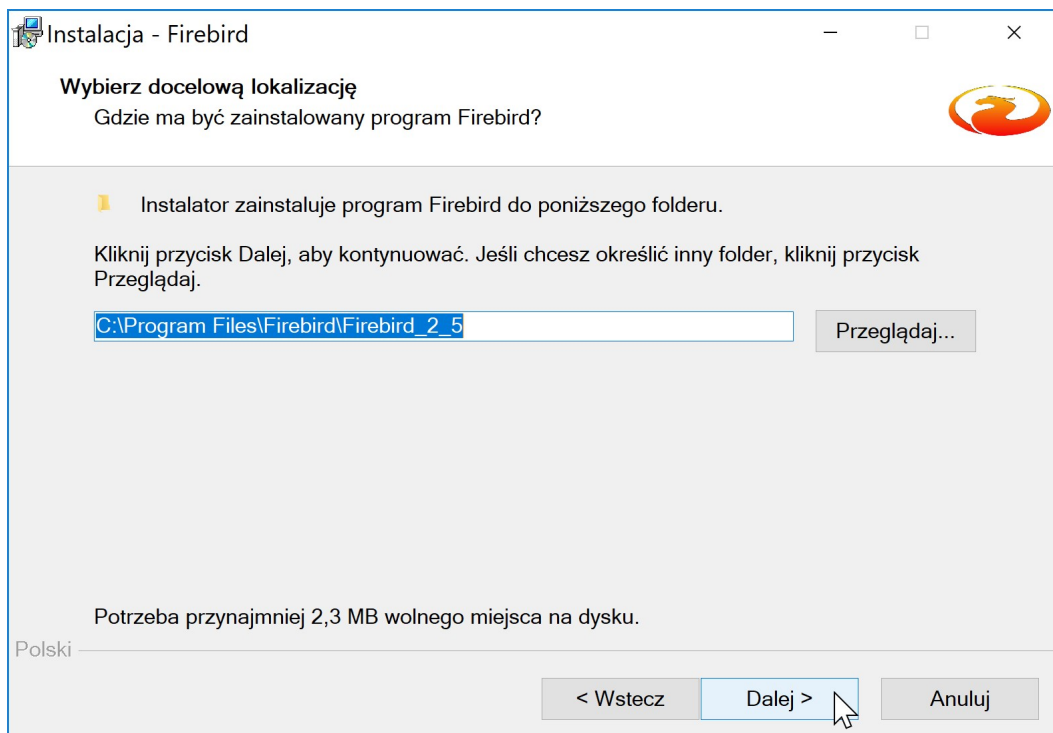 Instalacja - Firebird
Wybierz docelową lokalizację
Gdzie ma być zainstalowany program Firebird?
Instalator zainstaluje program Firebird do poniższego folderu.
Kliknij przycisk Dalej, aby kontynuować. Jeśli chcesz określić inny folder, kliknij przycisk
Przeglądaj.
C:\Program Files\Firebird\Firebird_2_5
Przeglądaj...
Potrzeba przynajmniej 2,3 MB wolnego miejsca na dysku.
Polski
< Wstecz
Dalej >
Anuluj